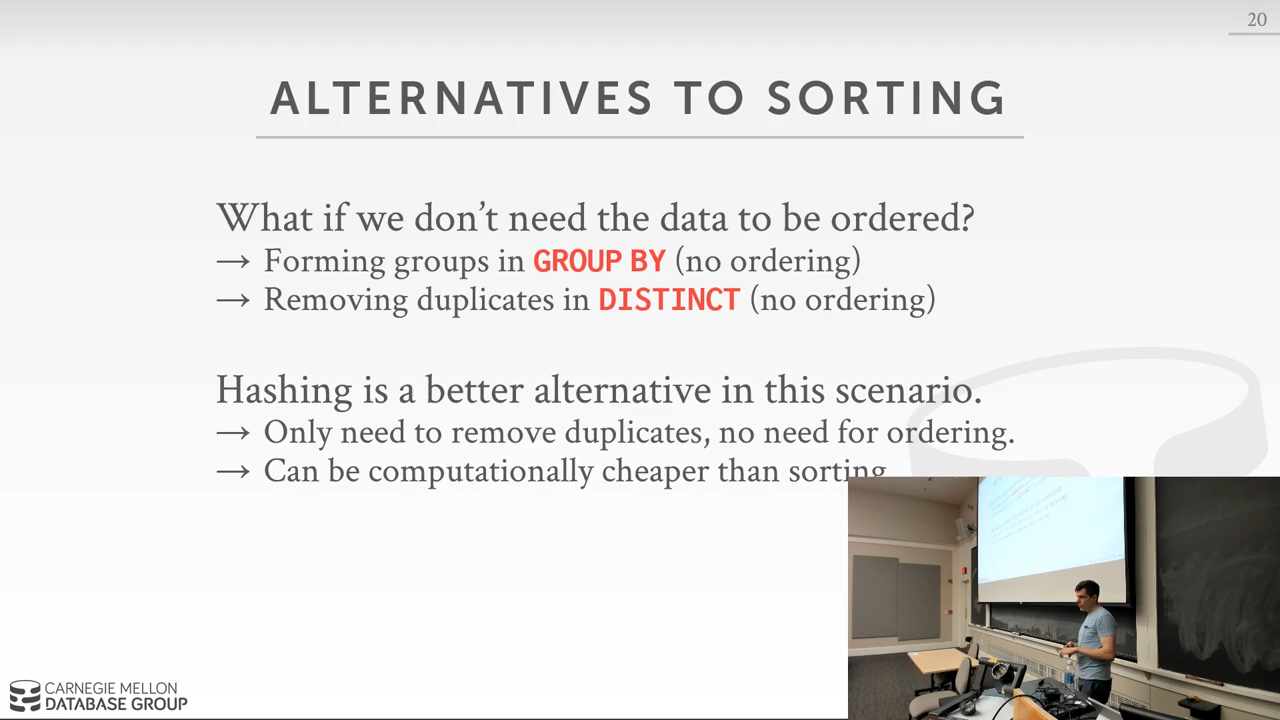 20
ALTERNATIVES TO SORTING
What if we don't need the data to be ordered?
→ Forming groups in GROUP BY (no ordering)
→ Removing duplicates in DISTINCT (no ordering)
Hashing is a better alternative in this scenario.
→ Only need to remove duplicates, no need for ordering.
→ Can be computationally cheaper than sorting
CARNEGIE MELLON
DATABASE GROUP